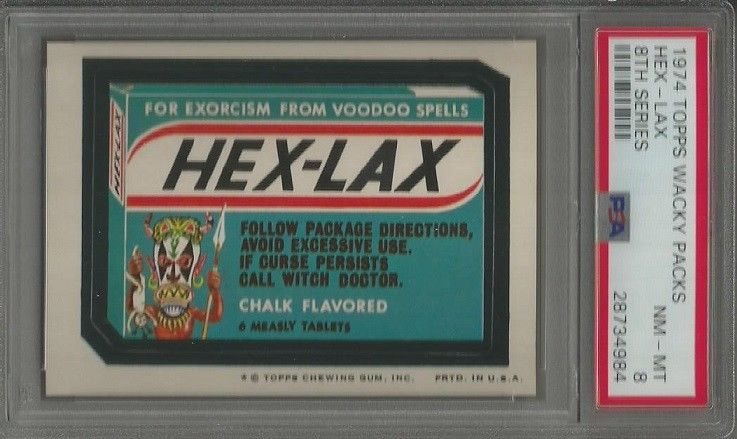 FOR EXORCISM FROM VOODOO SPELLS
HEX-LAX
HEX-LAX
FOLLOW PACKAGE DIRECTIONS,
AVOID EXCESSIVE USE.
IF CURSE PERSISTS
CALL WITCH DOCTOR.
CHALK FLAVORED
6 MEASLY TABLETS
* © TOPPS CHEWING GUM, INC. PRTD. IN U.S.A.
1974 TOPPS WACKY PACKS
HEX - LAX NM - MT
8TH SERIES 8
PSA 28734984